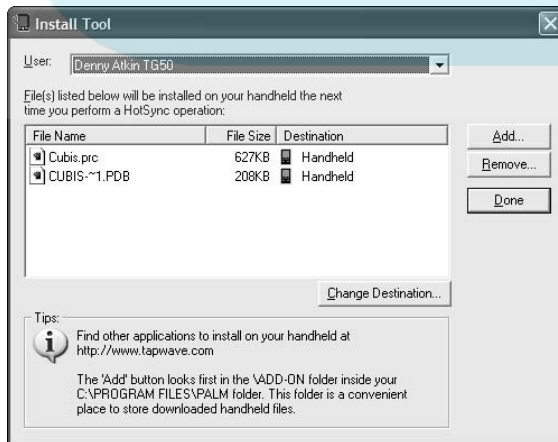 Install Tool
User: Denny Atkin TG50
File(s) listed below will be installed on your handheld the next
time you perform a HotSync operation:
File Name File Size Destination
Cubis.prc 627KB Handheld
CUBIS-~1.PDB 208KB Handheld
Add...
Remove...
Done
Change Destination...
Tips:
Find other applications to install on your handheld at
http://www.tapwave.com
The 'Add' button looks first in the \ADD-ON folder inside your
C:\PROGRAM FILES\PALM folder. This folder is a convenient
place to store downloaded handheld files.